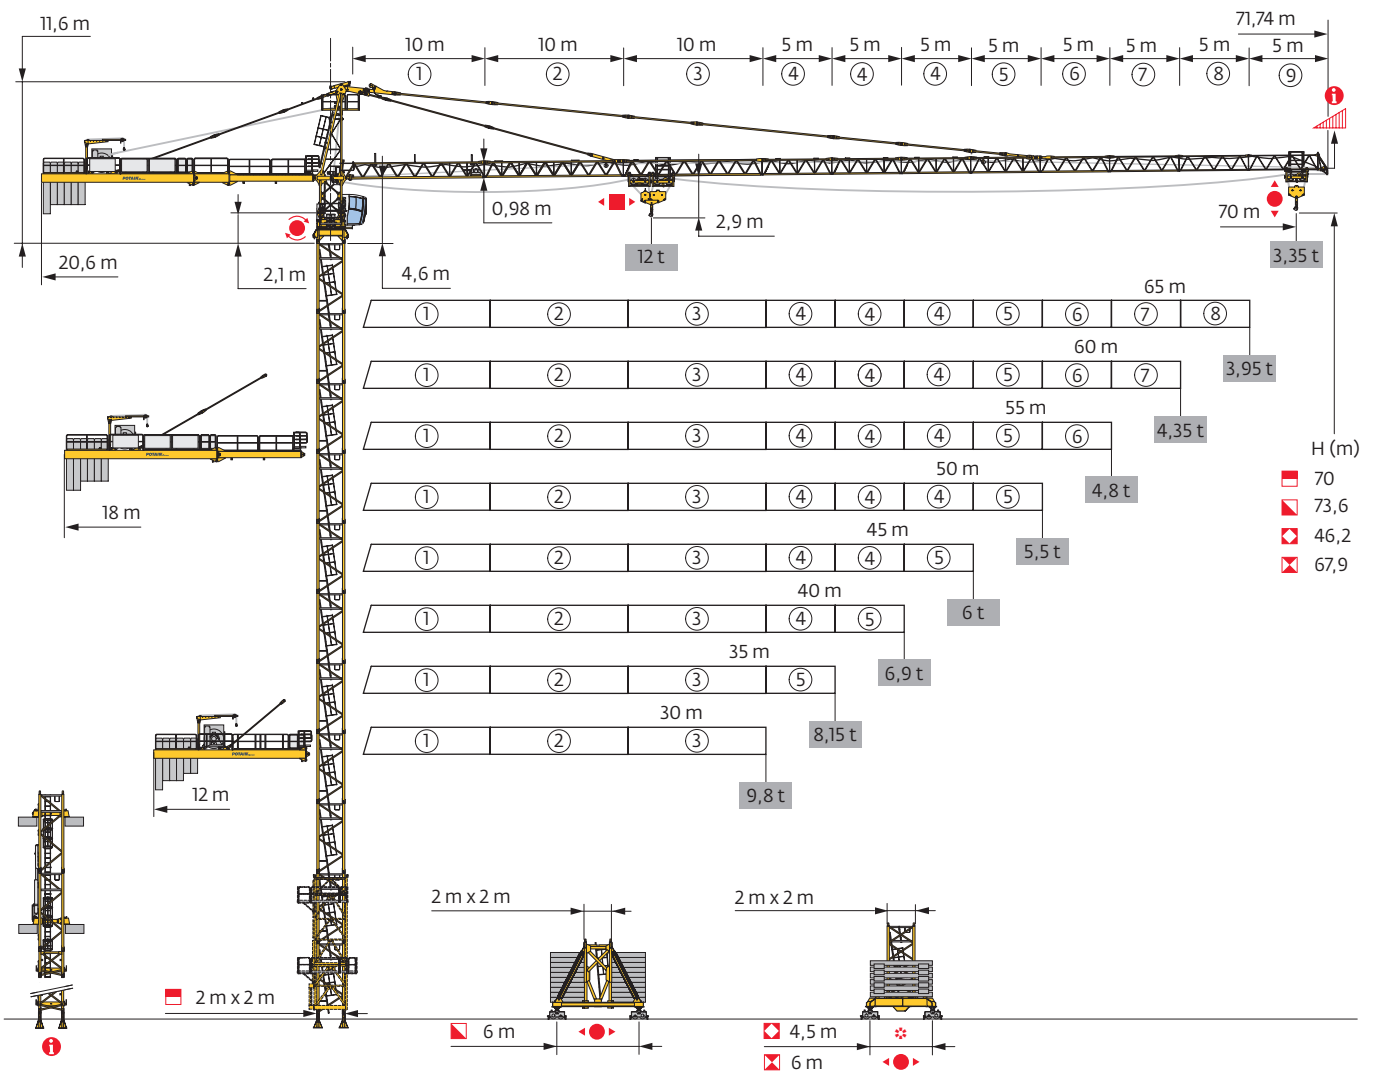 11,6 m
71,74 m
10 m 10 m 10 m 5 m 5 m 5 m 5 m 5 m 5 m 5 m 5 m
1 2 3 4 4 4 5 6 7 8 9
i
POTAIN
0,98 m
2,9 m
70 m
12 t
3,35 t
20,6 m
2,1 m
4,6 m
65 m
1 2 3 4 4 4 5 6 7 8
3,95 t
60 m
1 2 3 4 4 4 5 6 7
4,35 t
55 m
1 2 3 4 4 4 5 6
4,8 t
H (m)
70
73,6
46,2
67,9
POTAIN
18 m
50 m
1 2 3 4 4 4 5
5,5 t
45 m
1 2 3 4 4 5
6 t
40 m
1 2 3 4 5
6,9 t
35 m
1 2 3 5
8,15 t
30 m
1 2 3
9,8 t
POTAIN
12 m
2 m x 2 m
2 m x 2 m
2 m x 2 m
6 m
4,5 m
6 m
i